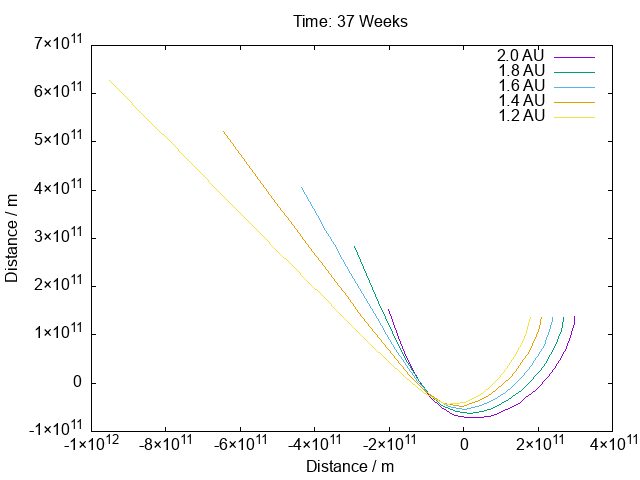 Time: 37 Weeks
2.0 AU
1.8 AU
1.6 AU
1.4 AU
1.2 AU
7×10¹¹
6×10¹¹
5×10¹¹
4×10¹¹
3×10¹¹
2×10¹¹
1×10¹¹
0
-1×10¹¹
Distance / m
-1×10¹²
-8×10¹¹
-6×10¹¹
-4×10¹¹
-2×10¹¹
0
2×10¹¹
4×10¹¹
Distance / m